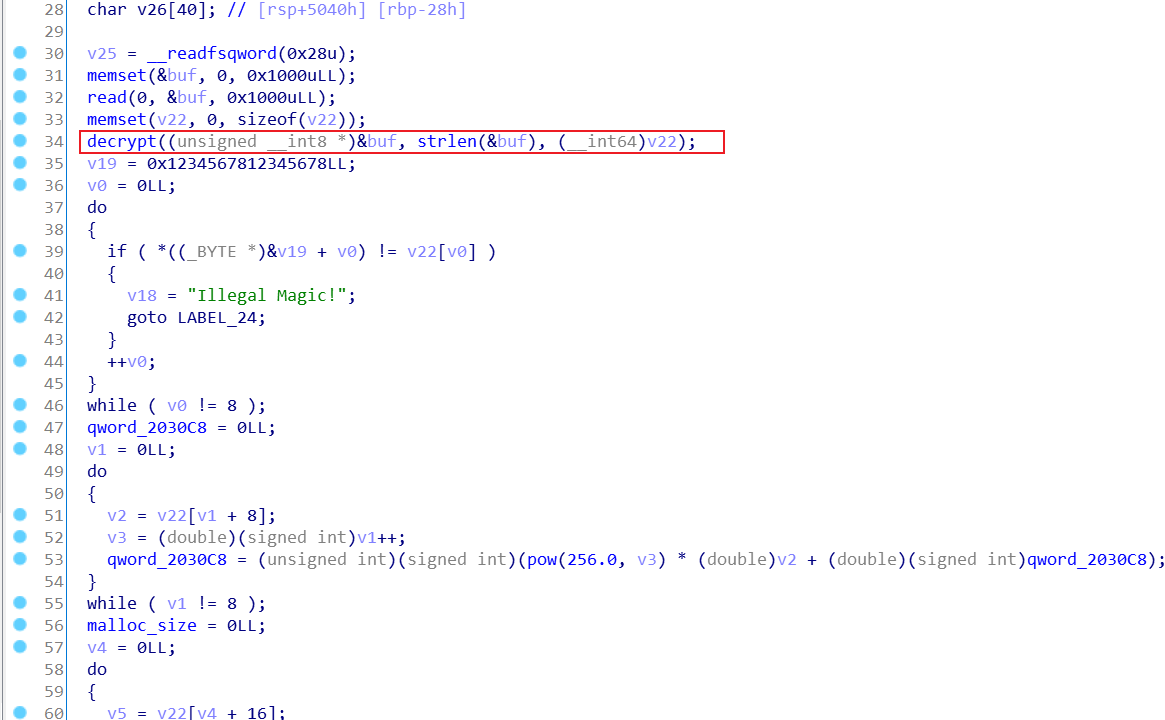 28 char v26[40]; // [rsp+5040h] [rbp-28h]
29
30 v25 = __readfsqword(0x28u);
31 memset(&buf, 0, 0x1000uLL);
32 read(0, &buf, 0x1000uLL);
33 memset(v22, 0, sizeof(v22));
34 decrypt((unsigned __int8 *)&buf, strlen(&buf), (__int64)v22);
35 v19 = 0x1234567812345678LL;
36 v0 = 0LL;
37 do
38 {
39 if ( *((_BYTE *)&v19 + v0) != v22[v0] )
40 {
41 v18 = "Illegal Magic!";
42 goto LABEL_24;
43 }
44 ++v0;
45 }
46 while ( v0 != 8 );
47 qword_2030C8 = 0LL;
48 v1 = 0LL;
49 do
50 {
51 v2 = v22[v1 + 8];
52 v3 = (double)(signed int)v1++;
53 qword_2030C8 = (unsigned int)(signed int)(pow(256.0, v3) * (double)v2 + (double)(signed int)qword_2030C8);
54 }
55 while ( v1 != 8 );
56 malloc_size = 0LL;
57 v4 = 0LL;
58 do
59 {
60 v5 = v22[v4 + 16];